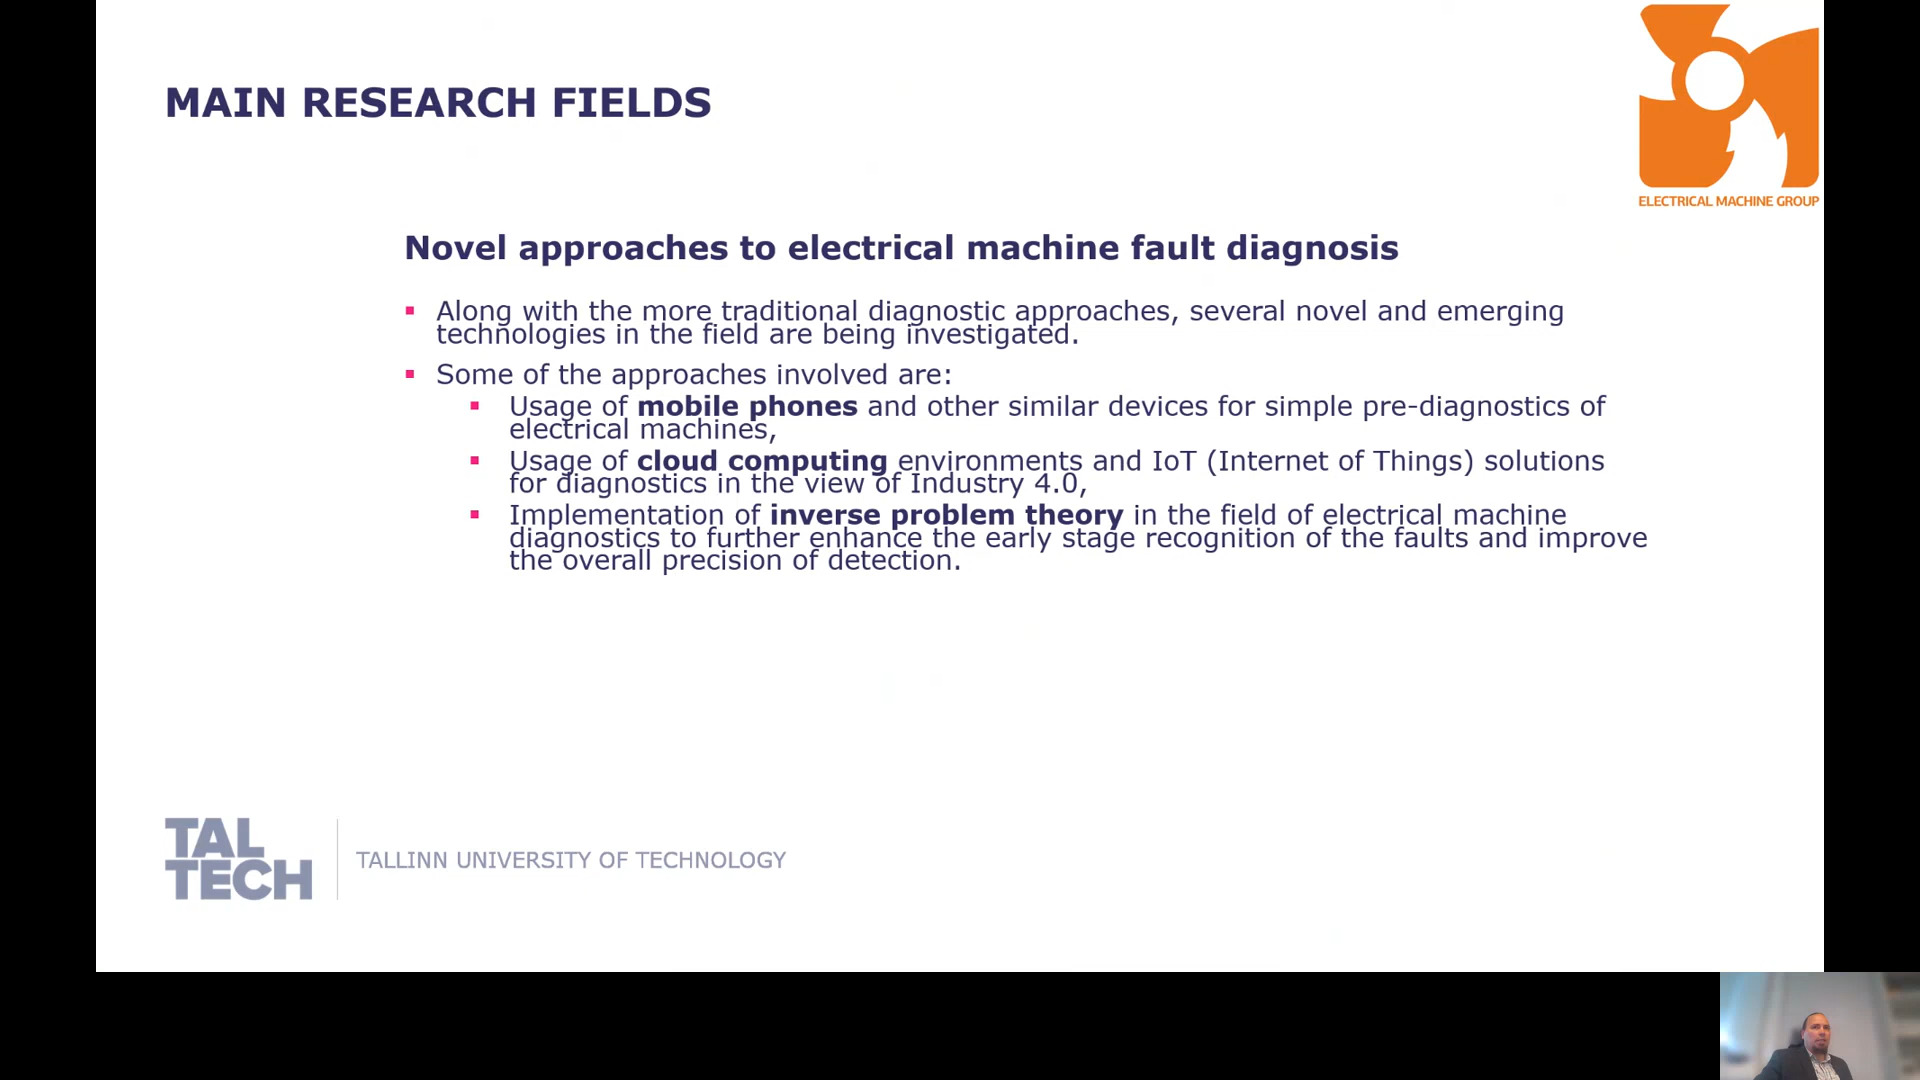 MAIN RESEARCH FIELDS
ELECTRICAL MACHINE GROUP
Novel approaches to electrical machine fault diagnosis
Along with the more traditional diagnostic approaches, several novel and emerging
technologies in the field are being investigated.
Some of the approaches involved are:
Usage of mobile phones and other similar devices for simple pre-diagnostics of
electrical machines,
Usage of cloud computing environments and IoT (Internet of Things) solutions
for diagnostics in the view of Industry 4.0,
Implementation of inverse problem theory in the field of electrical machine
diagnostics to further enhance the early stage recognition of the faults and improve
the overall precision of detection.
TAL
TECH
TALLINN UNIVERSITY OF TECHNOLOGY